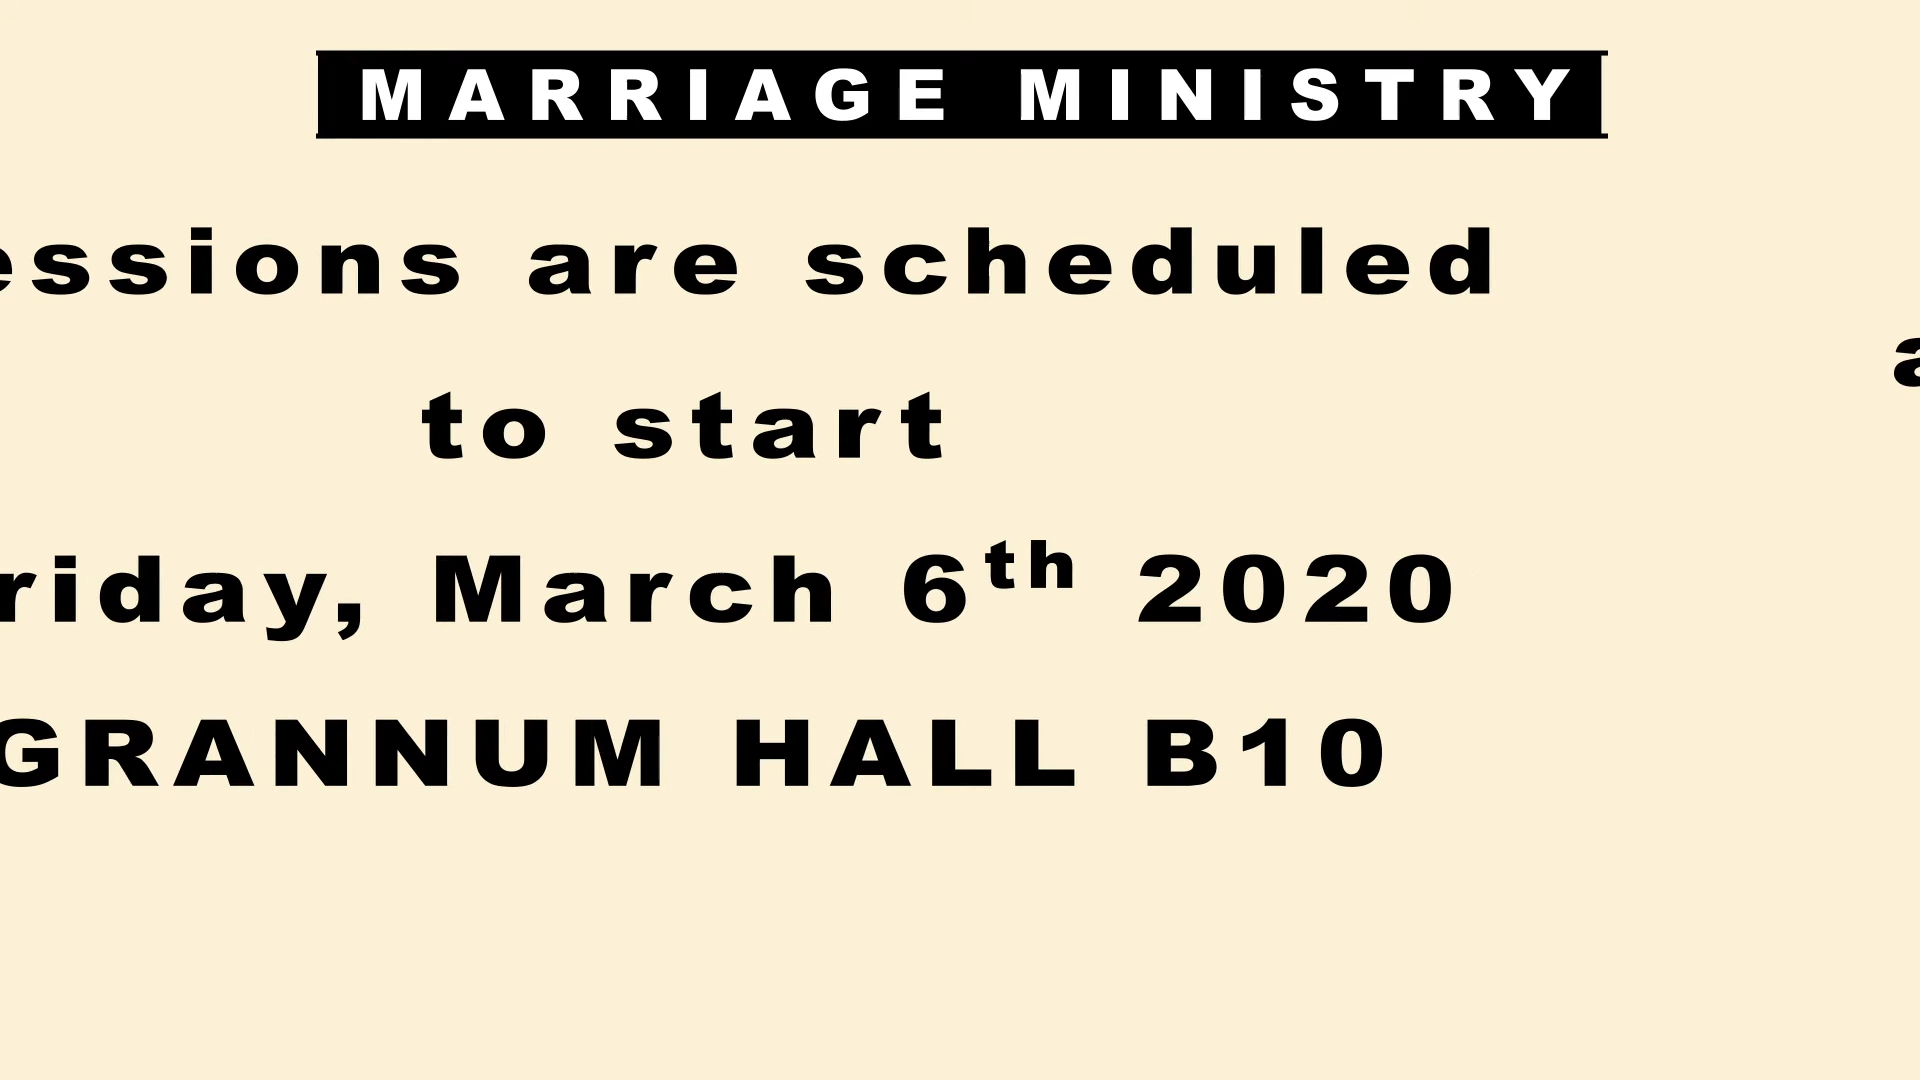 MARRIAGE MINISTRY
essions are scheduled
to start
riday, March 6th 2020
GRANNUM HALL B10